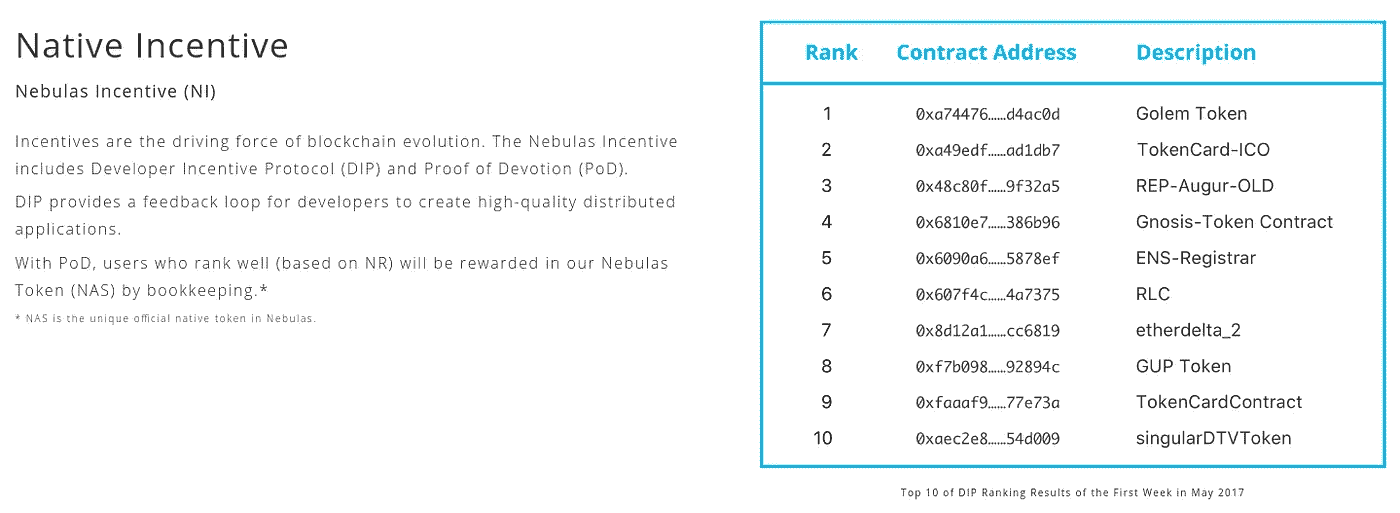 Native Incentive
Nebulas Incentive (NI)
Incentives are the driving force of blockchain evolution. The Nebulas Incentive
includes Developer Incentive Protocol (DIP) and Proof of Devotion (PoD).
DIP provides a feedback loop for developers to create high-quality distributed
applications.
With PoD, users who rank well (based on NR) will be rewarded in our Nebulas
Token (NAS) by bookkeeping.*
* NAS is the unique official native token in Nebulas.
Rank Contract Address Description
1 0xa74476......d4ac0d Golem Token
2 0xa49edf......ad1db7 TokenCard-ICO
3 0x48c80f......9f32a5 REP-Augur-OLD
4 0x6810e7......386b96 Gnosis-Token Contract
5 0x6090a6......5878ef ENS-Registrar
6 0x607f4c......4a7375 RLC
7 0x8d12a1......cc6819 etherdelta_2
8 0xf7b098......92894c GUP Token
9 0xfaaaf9......77e73a TokenCardContract
10 0xaec2e8......54d009 singularDTVToken
Top 10 of DIP Ranking Results of the First Week in May 2017